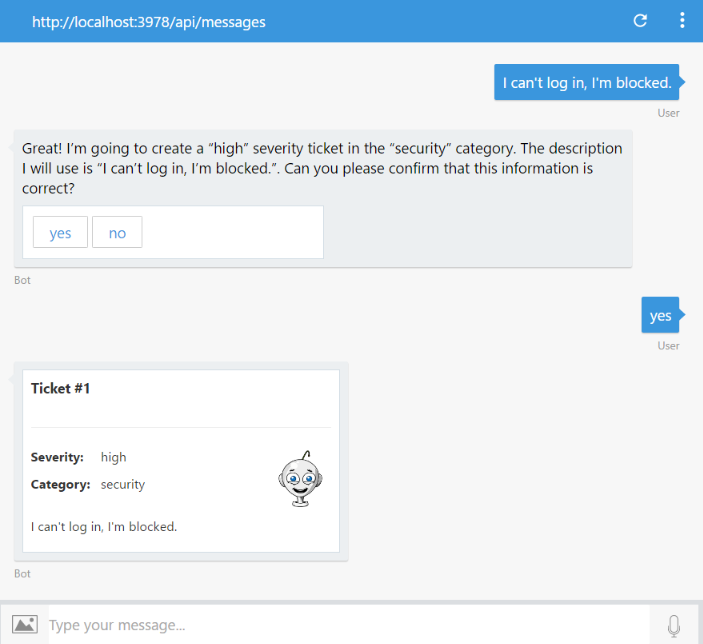 http://localhost:3978/api/messages
I can't log in, I'm blocked.
User
Great! I’m going to create a “high” severity ticket in the “security” category. The description
I will use is “I can’t log in, I’m blocked.”. Can you please confirm that this information is
correct?
yes no
Bot
yes
User
Ticket #1
Severity: high
Category: security
I can't log in, I'm blocked.
Bot
Type your message...